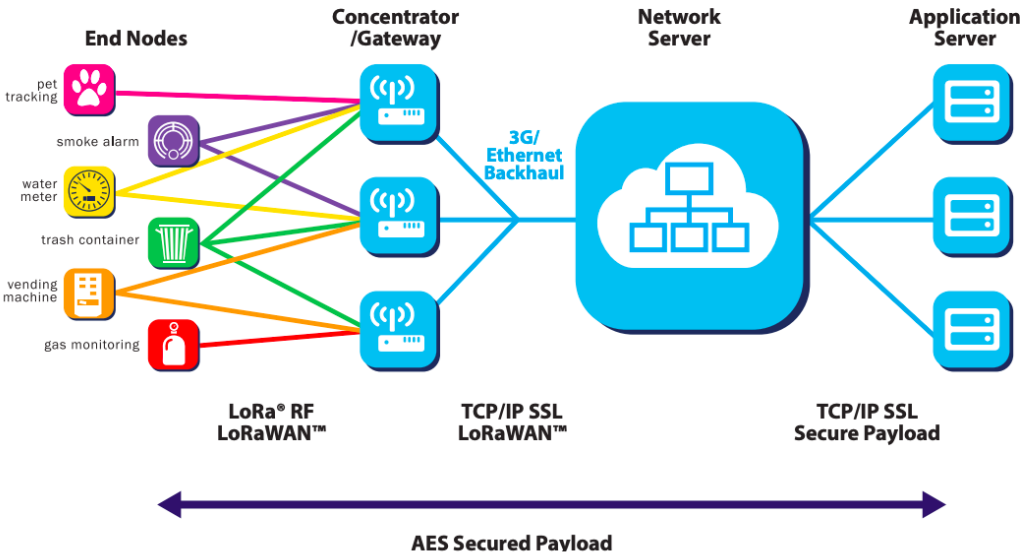 End Nodes
Concentrator
/Gateway
Network
Server
Application
Server
pet
tracking
smoke alarm
water
meter
trash container
vending
machine
gas monitoring
3G/
Ethernet
Backhaul
LoRa® RF
LoRaWAN™
TCP/IP SSL
LoRaWAN™
TCP/IP SSL
Secure Payload
AES Secured Payload